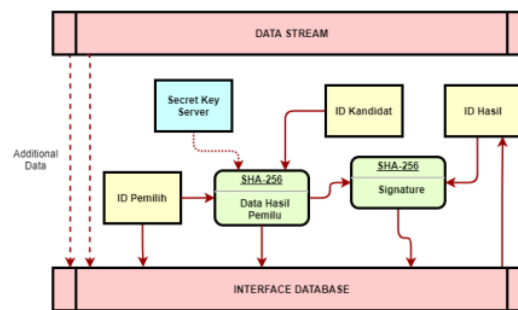 DATA STREAM
Secret Key
Server
ID Kandidat
ID Hasil
Additional
Data
SHA-256
SHA-256
Signature
ID Pemilih
Data Hasil
Pemilu
INTERFACE DATABASE